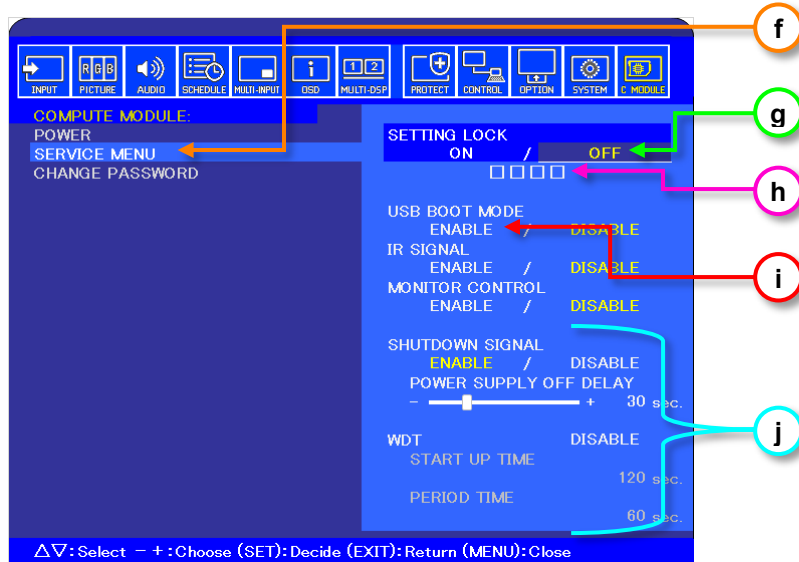 f
INPUT RGB PICTURE AUDIO SCHEDULE MULTI-INPUT i OSD 1 2 MULTI-DSP PROTECT CONTROL OPTION SYSTEM C MODULE
COMPUTE MODULE:
POWER
SERVICE MENU
CHANGE PASSWORD
SETTING LOCK
ON / OFF
g
h
USB BOOT MODE
ENABLE / DISABLE
i
IR SIGNAL
ENABLE / DISABLE
MONITOR CONTROL
ENABLE / DISABLE
SHUTDOWN SIGNAL
ENABLE / DISABLE
POWER SUPPLY OFF DELAY
- + 30 sec.
j
WDT DISABLE
START UP TIME
120 sec.
PERIOD TIME
60 sec.
△▽:Select －+:Choose (SET):Decide (EXIT):Return (MENU):Close